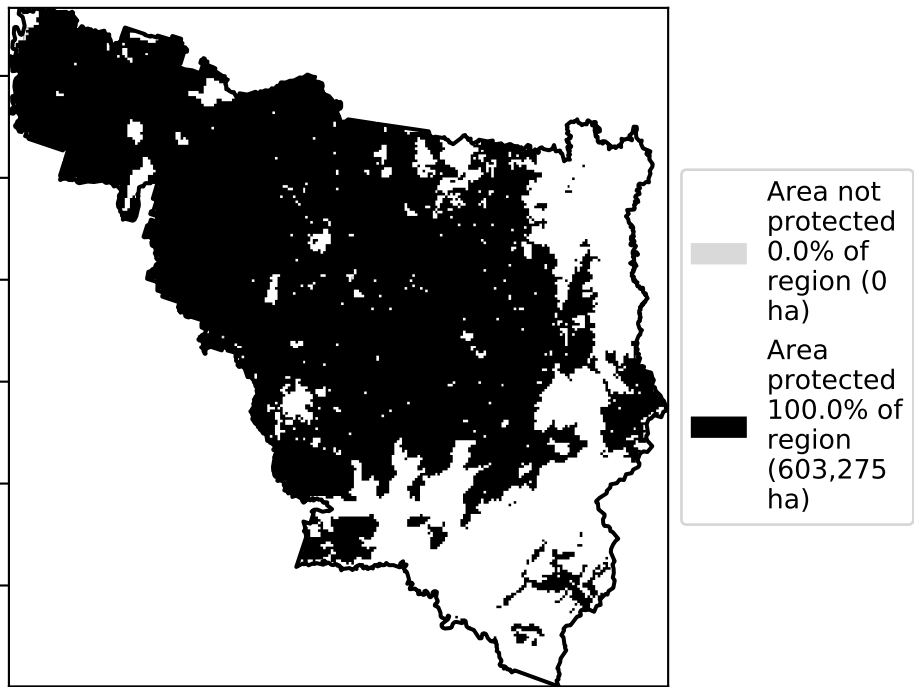 Area not
protected
0.0% of
region (0
ha)
Area
protected
100.0% of
region
(603,275
ha)